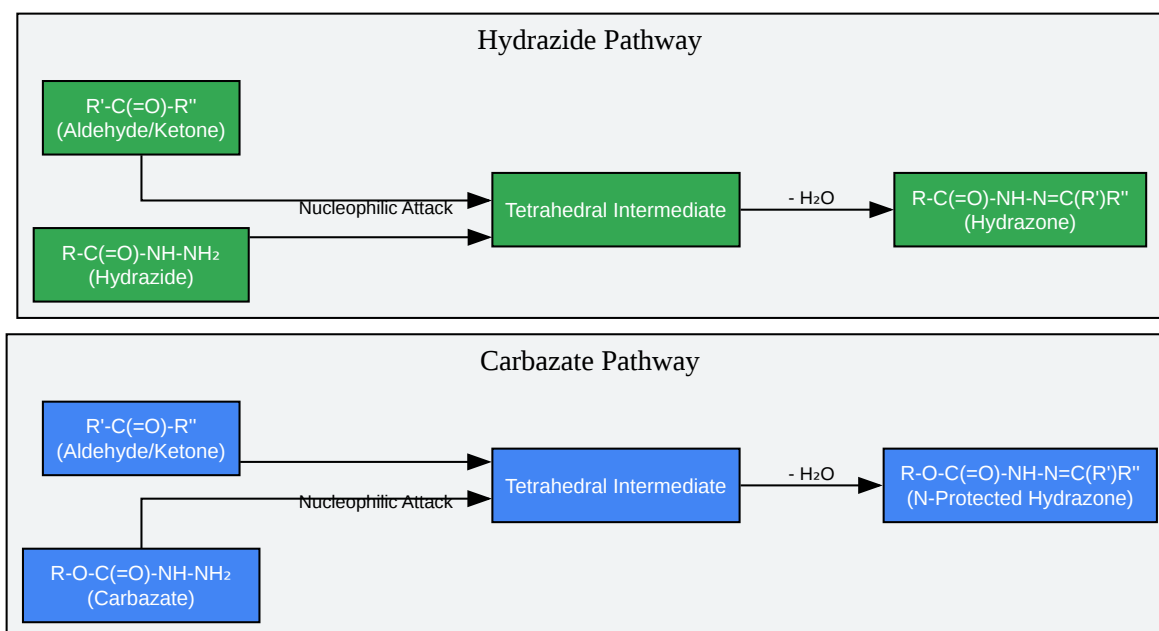 Hydrazide Pathway
R'-C(=O)-R''
(Aldehyde/Ketone)
Nucleophilic Attack
R-C(=O)-NH-NH₂
(Hydrazide)
Tetrahedral Intermediate
- H₂O
R-C(=O)-NH-N=C(R')R''
(Hydrazone)
Carbazate Pathway
R'-C(=O)-R''
(Aldehyde/Ketone)
Nucleophilic Attack
R-O-C(=O)-NH-NH₂
(Carbazate)
Tetrahedral Intermediate
- H₂O
R-O-C(=O)-NH-N=C(R')R''
(N-Protected Hydrazone)